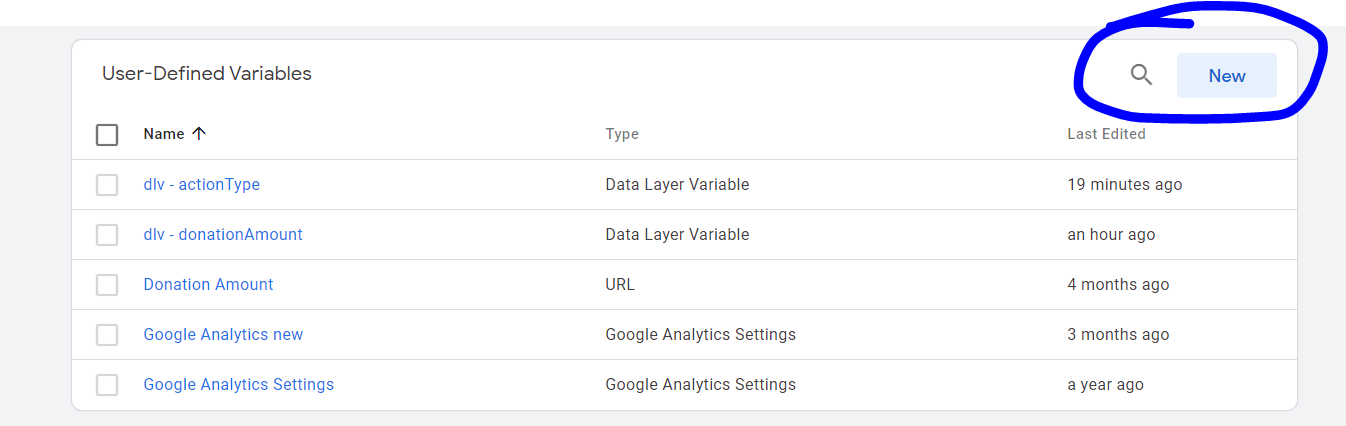 User-Defined Variables New
Name Type Last Edited
dlv - actionType Data Layer Variable 19 minutes ago
dlv - donationAmount Data Layer Variable an hour ago
Donation Amount URL 4 months ago
Google Analytics new Google Analytics Settings 3 months ago
Google Analytics Settings Google Analytics Settings a year ago